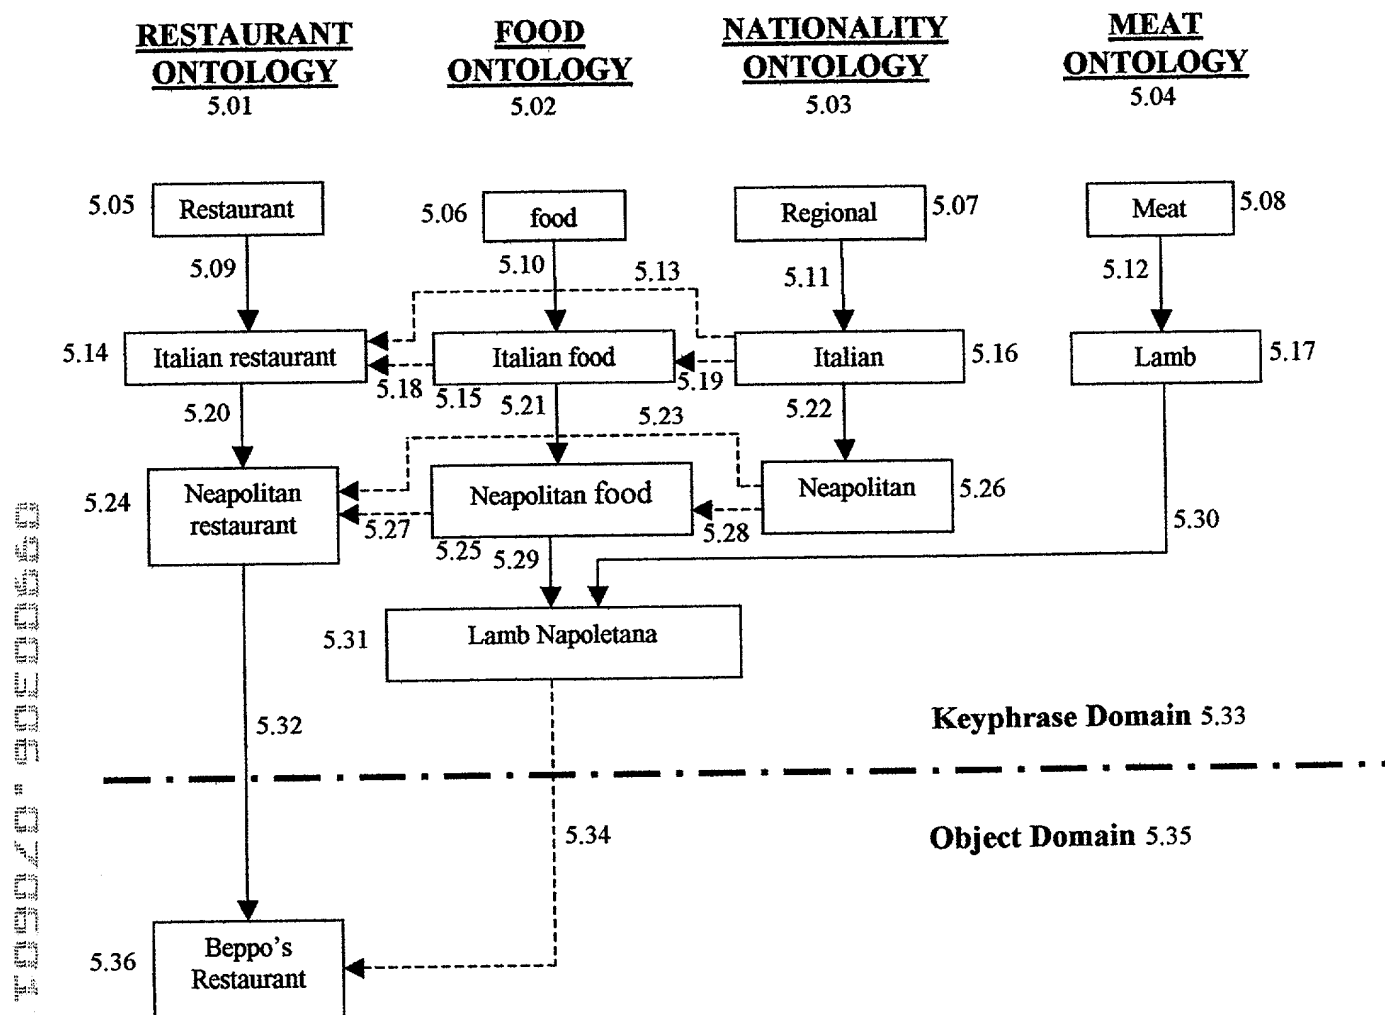 RESTAURANT
ONTOLOGY
5.01
FOOD
ONTOLOGY
5.02
NATIONALITY
ONTOLOGY
5.03
MEAT
ONTOLOGY
5.04
5.05
Restaurant
5.06
food
Regional
5.07
Meat
5.08
5.09
5.10
5.13
5.11
5.12
5.14
Italian restaurant
Italian food
Italian
5.16
Lamb
5.17
5.18
5.15
5.19
5.20
5.21
5.23
5.22
5.24
Neapolitan
restaurant
Neapolitan food
Neapolitan
5.26
5.27
5.25
5.28
5.29
5.30
5.31
Lamb Napoletana
5.32
Keyphrase Domain 5.33
5.34
Object Domain 5.35
5.36
Beppo's
Restaurant